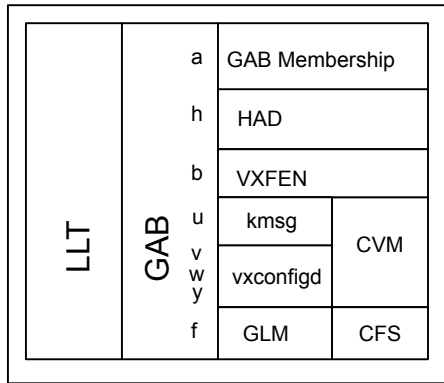 LLT
GAB
a
GAB Membership
h
HAD
b
VXFEN
u
kmsg
CVM
v
w
y
vxconfigd
f
GLM
CFS